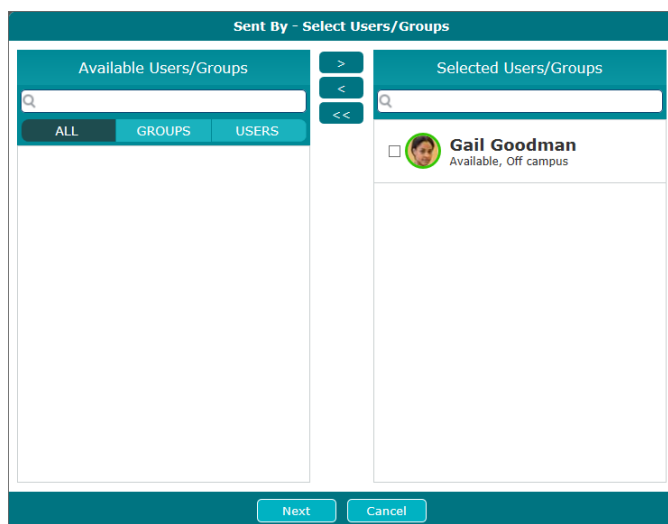 Sent By - Select Users/Groups
Available Users/Groups
ALL GROUPS USERS
>
<
<<
Selected Users/Groups
Gail Goodman
Available, Off campus
Next Cancel